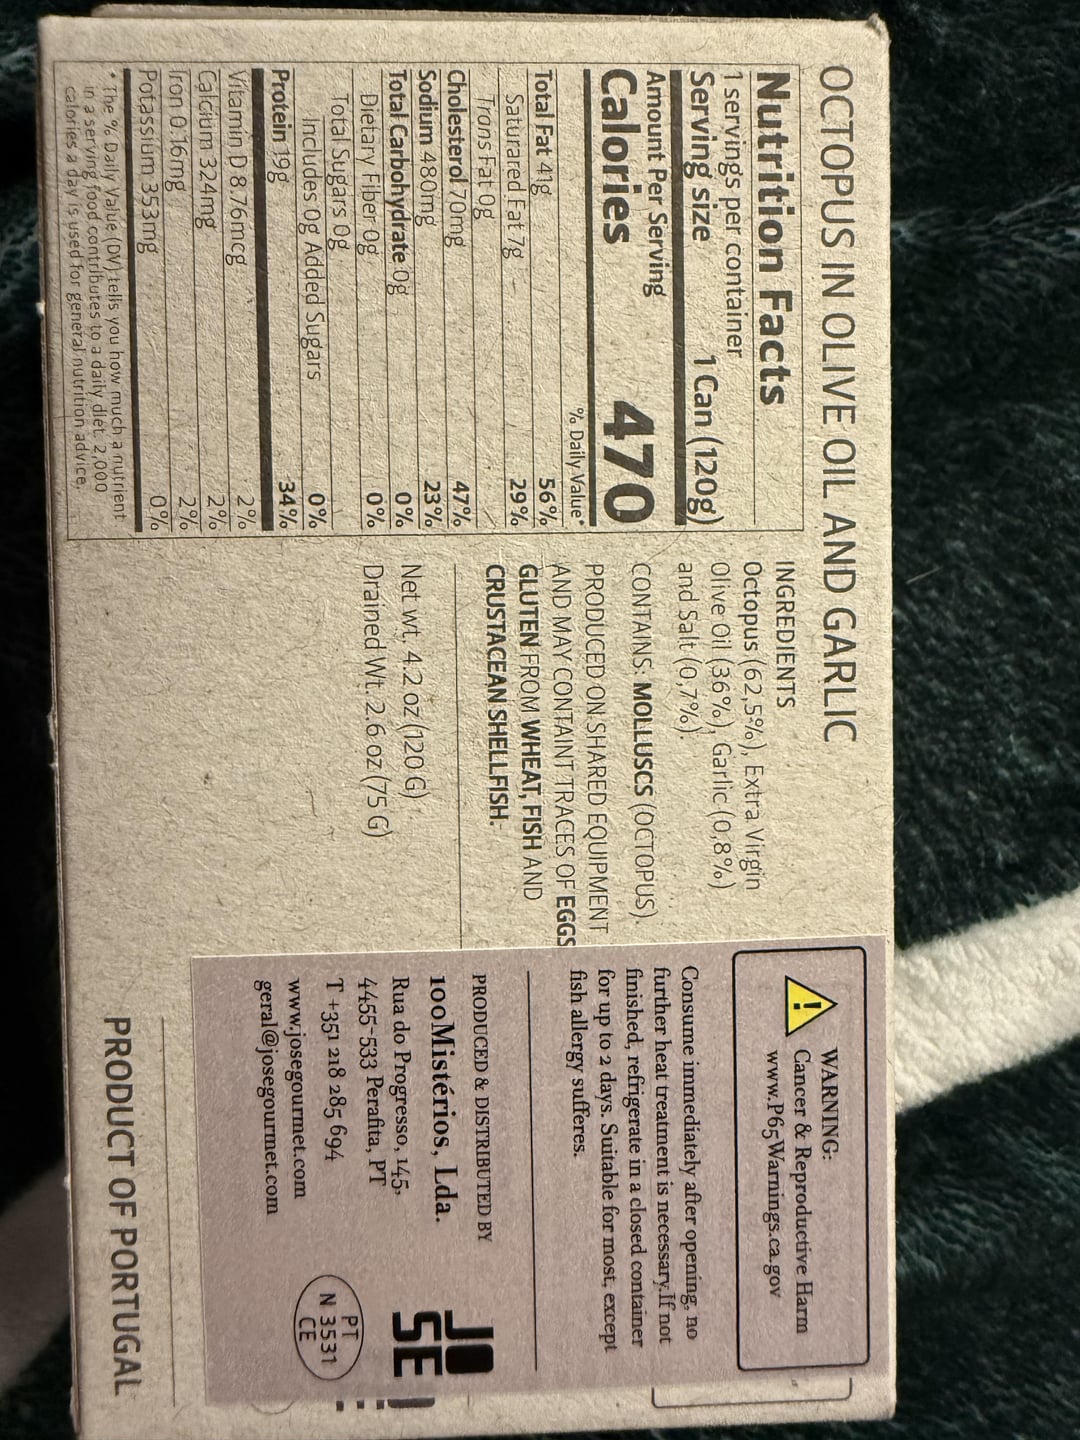 OCTOPUS IN OLIVE OIL AND GARLIC
Nutrition Facts
1 servings per container
Serving size 1 Can (120g)
Amount Per Serving
Calories 470
% Daily Value*
Total Fat 41g 56%
Saturared Fat 7g 29%
Trans Fat 0g
Cholesterol 70mg 47%
Sodium 480mg 23%
Total Carbohydrate 0g 0%
Dietary Fiber 0g 0%
Total Sugars 0g
Includes 0g Added Sugars 0%
Protein 19g 34%
Vitamin D 8.76mcg 2%
Calcium 324mg 2%
Iron 0.16mg 2%
Potassium 353mg 0%
* The % Daily Value (DV) tells you how much a nutrient
in a serving food contributes to a daily diet. 2,000
calories a day is used for general nutrition advice.
INGREDIENTS
Octopus (62,5%), Extra Virgin
Olive Oil (36%), Garlic (0,8%)
and Salt (0,7%).
CONTAINS: MOLLUSCS (OCTOPUS).
PRODUCED ON SHARED EQUIPMENT
AND MAY CONTAINT TRACES OF EGGS
GLUTEN FROM WHEAT, FISH AND
CRUSTACEAN SHELLFISH.
Net wt. 4.2 oz (120 G)
Drained Wt. 2.6 oz (75 G)
WARNING:
Cancer & Reproductive Harm
www.P65Warnings.ca.gov
Consume immediately after opening, no
further heat treatment is necessary.If not
finished, refrigerate in a closed container
for up to 2 days. Suitable for most, except
fish allergy sufferes.
PRODUCED & DISTRIBUTED BY
100Mistérios, Lda.
Rua do Progresso, 145,
4455-533 Perafita, PT
T +351 218 285 694
www.josegourmet.com
geral@josegourmet.com
JO
SE
PT
N 3531
CE
PRODUCT OF PORTUGAL